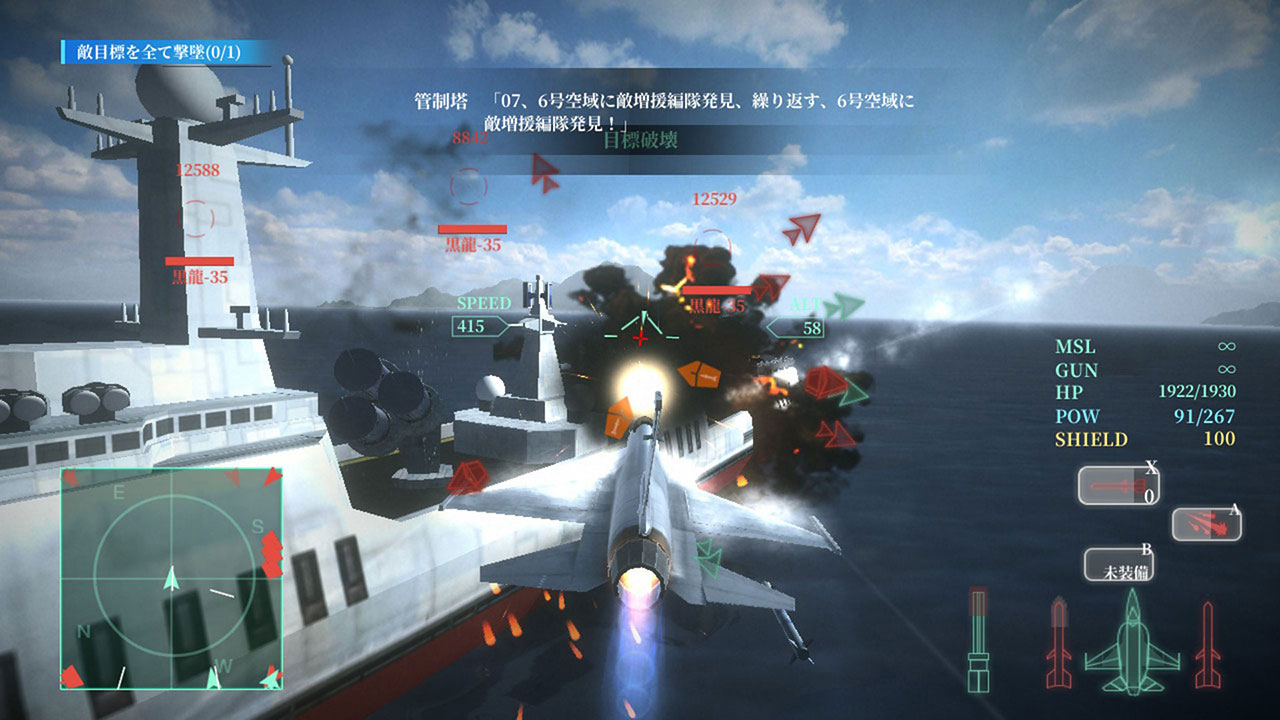 敵目標を全て撃墜(0/1)
管制塔 「07、6号空域に敵増援編隊発見、繰り返す、6号空域に
敵増援編隊発見！」
目標破壊
8842
12588
12529
黒龍-35
黒龍-35
黒龍-35
SPEED
415
ALT
58
MSL ∞
GUN ∞
HP 1922/1930
POW 91/267
SHIELD 100
X
0
A
B
未装備
E
S
N
W